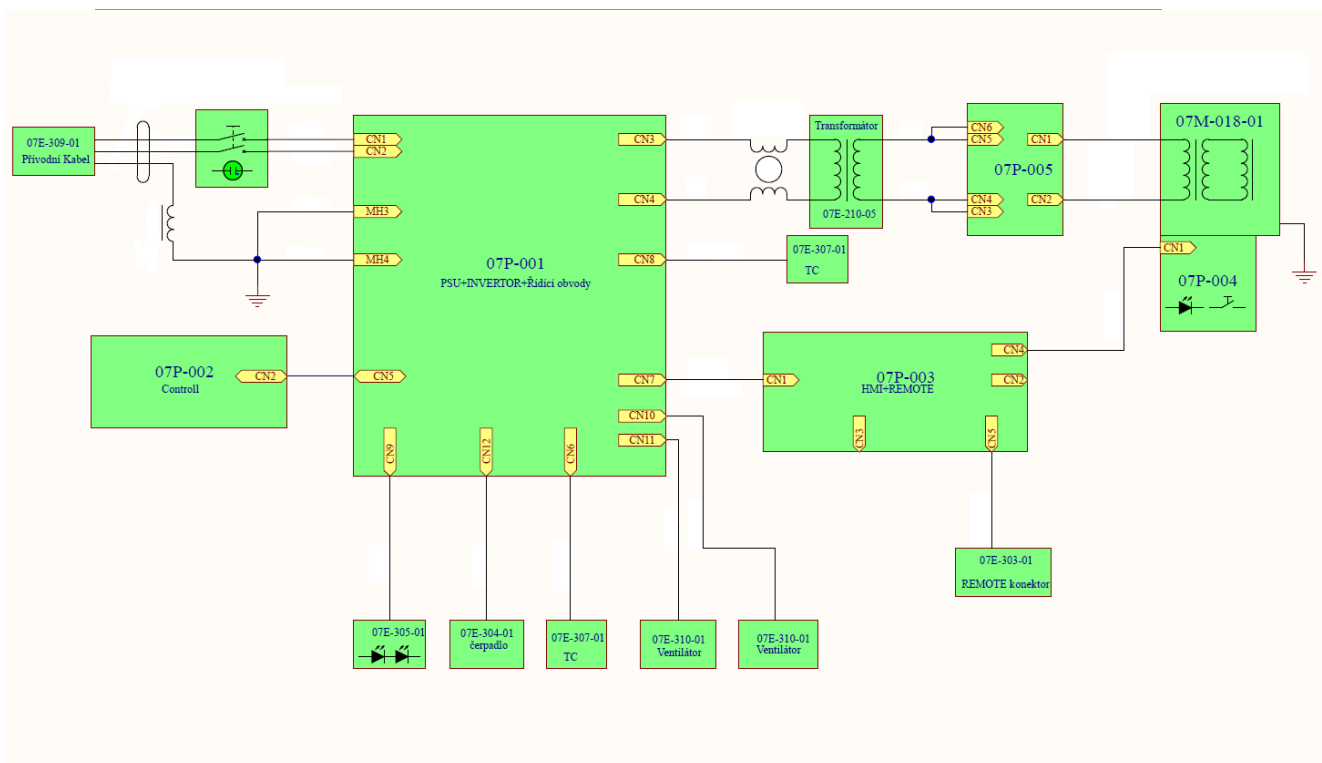 07E-309-01
Přívodní Kabel
CN1
CN2
MH3
MH4
CN3
CN4
CN8
07P-001
PSU+INVERTOR+Řídící obvody
CN5
CN7
CN10
CN11
CN9
CN12
CN6
07P-002
Controll
CN2
Transformátor
07E-210-05
07E-307-01
TC
CN6
CN5
CN1
07P-005
CN4
CN3
CN2
07M-018-01
CN1
07P-004
CN4
CN1
07P-003
HMI+REMOTE
CN2
CN3
CN5
07E-303-01
REMOTE konektor
07E-305-01
07E-304-01
čerpadlo
07E-307-01
TC
07E-310-01
Ventilátor
07E-310-01
Ventilátor